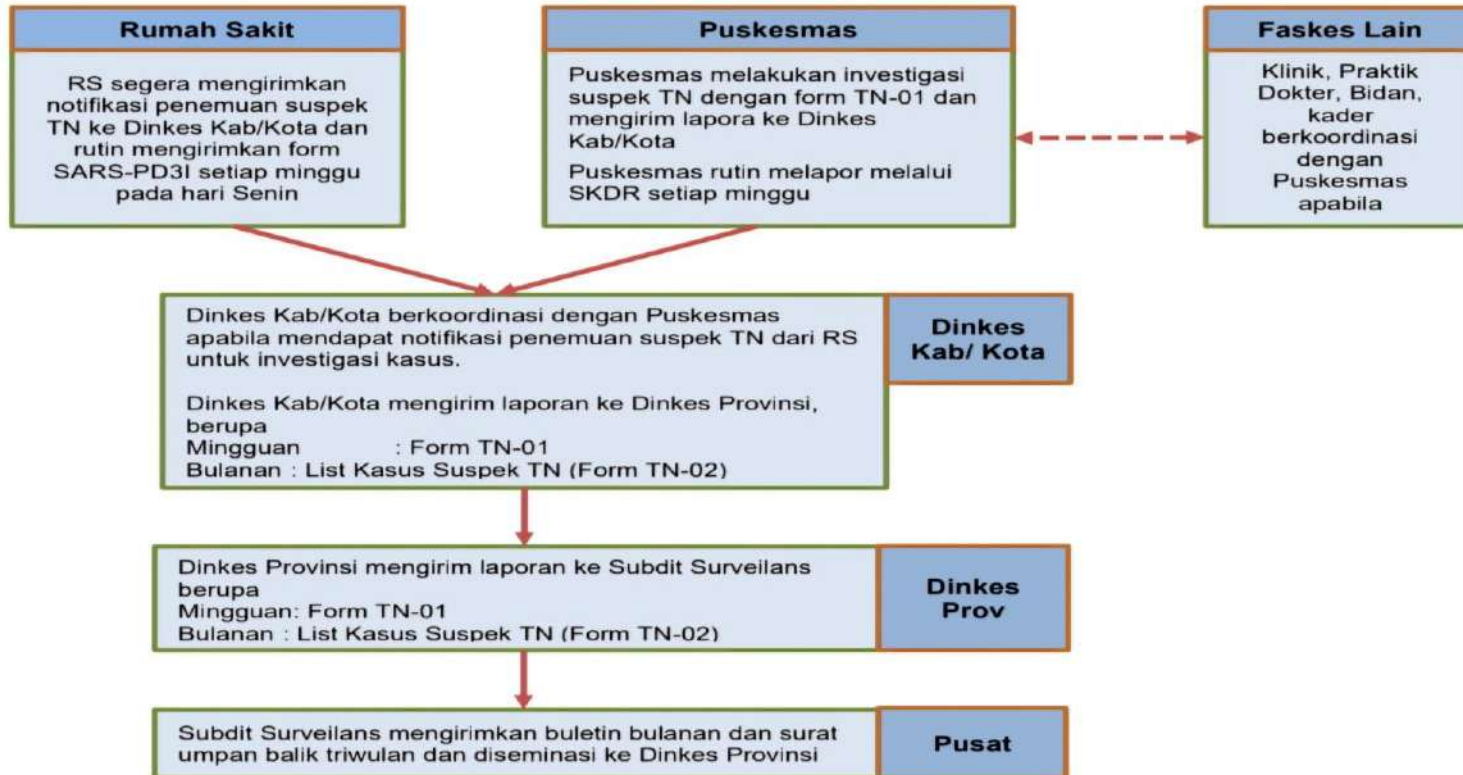 Rumah Sakit
RS segera mengirimkan
notifikasi penemuan suspek
TN ke Dinkes Kab/Kota dan
rutin mengirimkan form
SARS-PD3I setiap minggu
pada hari Senin
Puskesmas
Puskesmas melakukan investigasi
suspek TN dengan form TN-01 dan
mengirim lapora ke Dinkes
Kab/Kota
Puskesmas rutin melapor melalui
SKDR setiap minggu
Faskes Lain
Klinik, Praktik
Dokter, Bidan,
kader
berkoordinasi
dengan
Puskesmas
apabila
Dinkes Kab/Kota berkoordinasi dengan Puskesmas
apabila mendapat notifikasi penemuan suspek TN dari RS
untuk investigasi kasus.
Dinkes Kab/Kota mengirim laporan ke Dinkes Provinsi,
berupa
Mingguan : Form TN-01
Bulanan : List Kasus Suspek TN (Form TN-02)
Dinkes
Kab/ Kota
Dinkes Provinsi mengirim laporan ke Subdit Surveilans
berupa
Mingguan: Form TN-01
Bulanan : List Kasus Suspek TN (Form TN-02)
Dinkes
Prov
Subdit Surveilans mengirimkan buletin bulanan dan surat
umpan balik triwulan dan diseminasi ke Dinkes Provinsi
Pusat